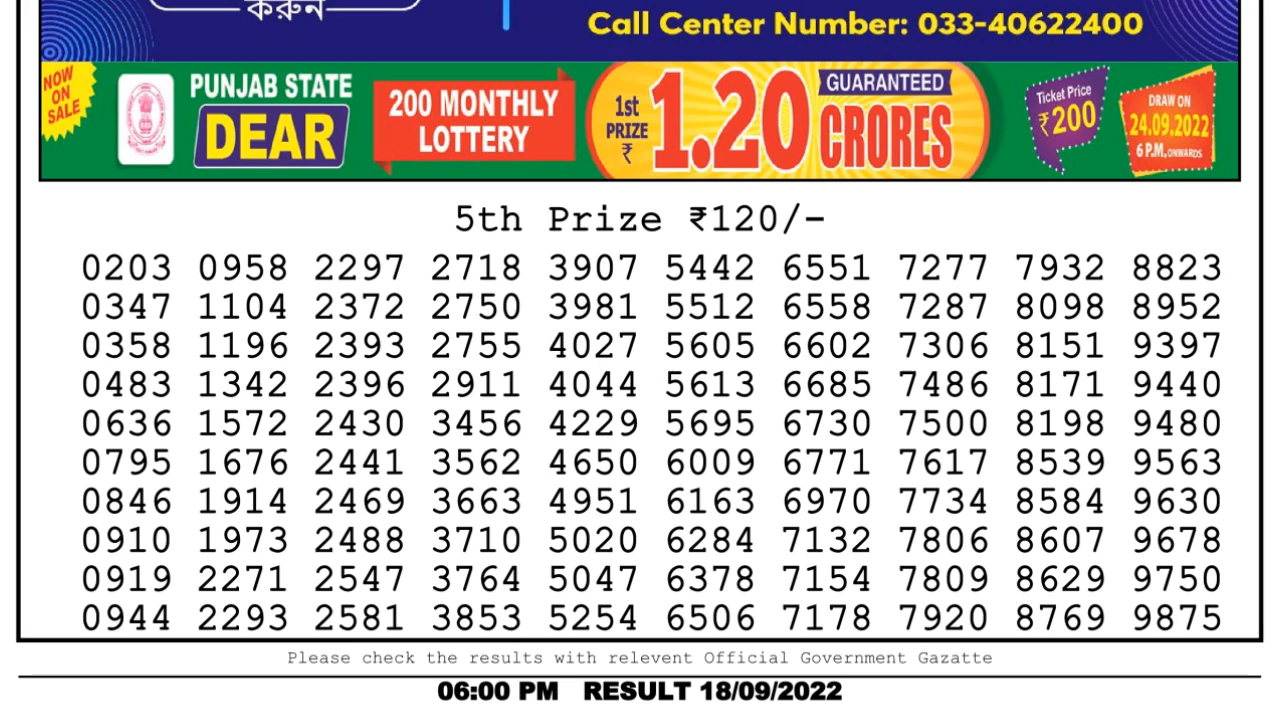 করুন
Call Center Number: 033-40622400
NOW
ON
SALE
PUNJAB STATE
DEAR
200 MONTHLY
LOTTERY
1st
PRIZE
₹
1.20
GUARANTEED
CRORES
Ticket Price
₹200
DRAW ON
24.09.2022
6 P.M. ONWARDS
5th Prize ₹120/-
0203 0958 2297 2718 3907 5442 6551 7277 7932 8823
0347 1104 2372 2750 3981 5512 6558 7287 8098 8952
0358 1196 2393 2755 4027 5605 6602 7306 8151 9397
0483 1342 2396 2911 4044 5613 6685 7486 8171 9440
0636 1572 2430 3456 4229 5695 6730 7500 8198 9480
0795 1676 2441 3562 4650 6009 6771 7617 8539 9563
0846 1914 2469 3663 4951 6163 6970 7734 8584 9630
0910 1973 2488 3710 5020 6284 7132 7806 8607 9678
0919 2271 2547 3764 5047 6378 7154 7809 8629 9750
0944 2293 2581 3853 5254 6506 7178 7920 8769 9875
Please check the results with relevent Official Government Gazatte
06:00 PM RESULT 18/09/2022